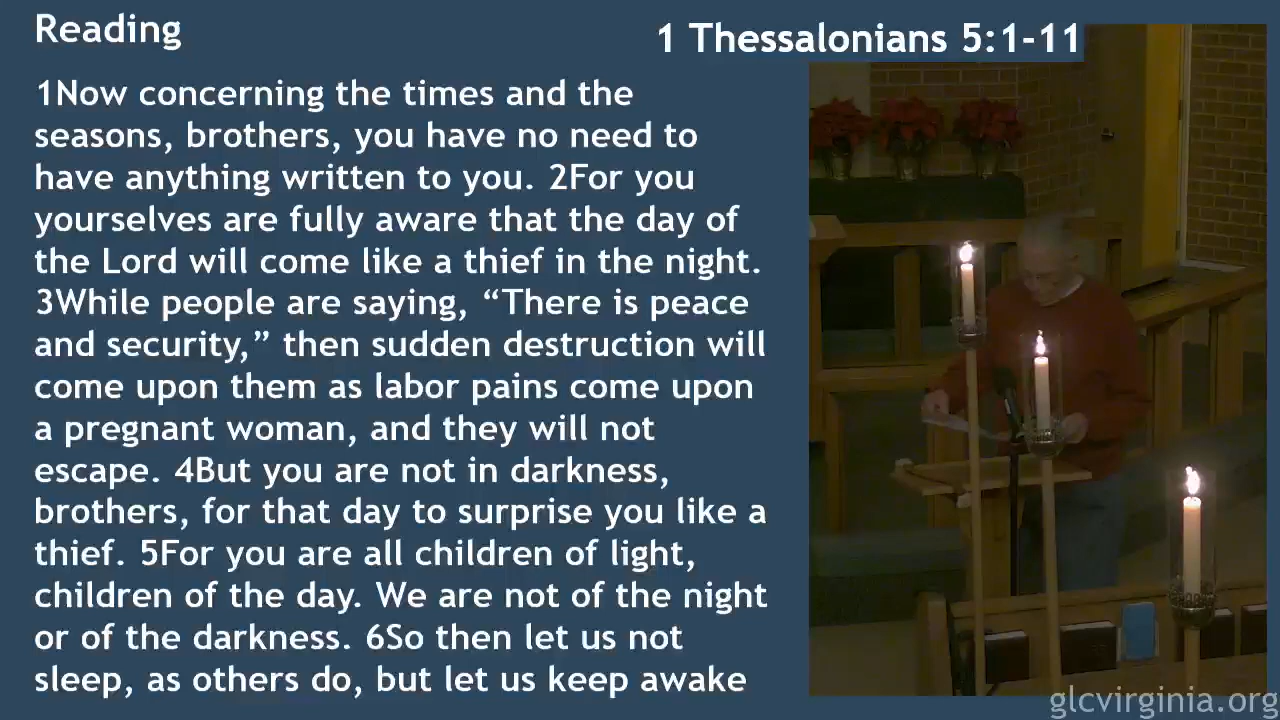 Reading
1 Thessalonians 5:1-11
1Now concerning the times and the
seasons, brothers, you have no need to
have anything written to you. 2For you
yourselves are fully aware that the day of
the Lord will come like a thief in the night.
3While people are saying, “There is peace
and security,” then sudden destruction will
come upon them as labor pains come upon
a pregnant woman, and they will not
escape. 4But you are not in darkness,
brothers, for that day to surprise you like a
thief. 5For you are all children of light,
children of the day. We are not of the night
or of the darkness. 6So then let us not
sleep, as others do, but let us keep awake
glcvirginia.org